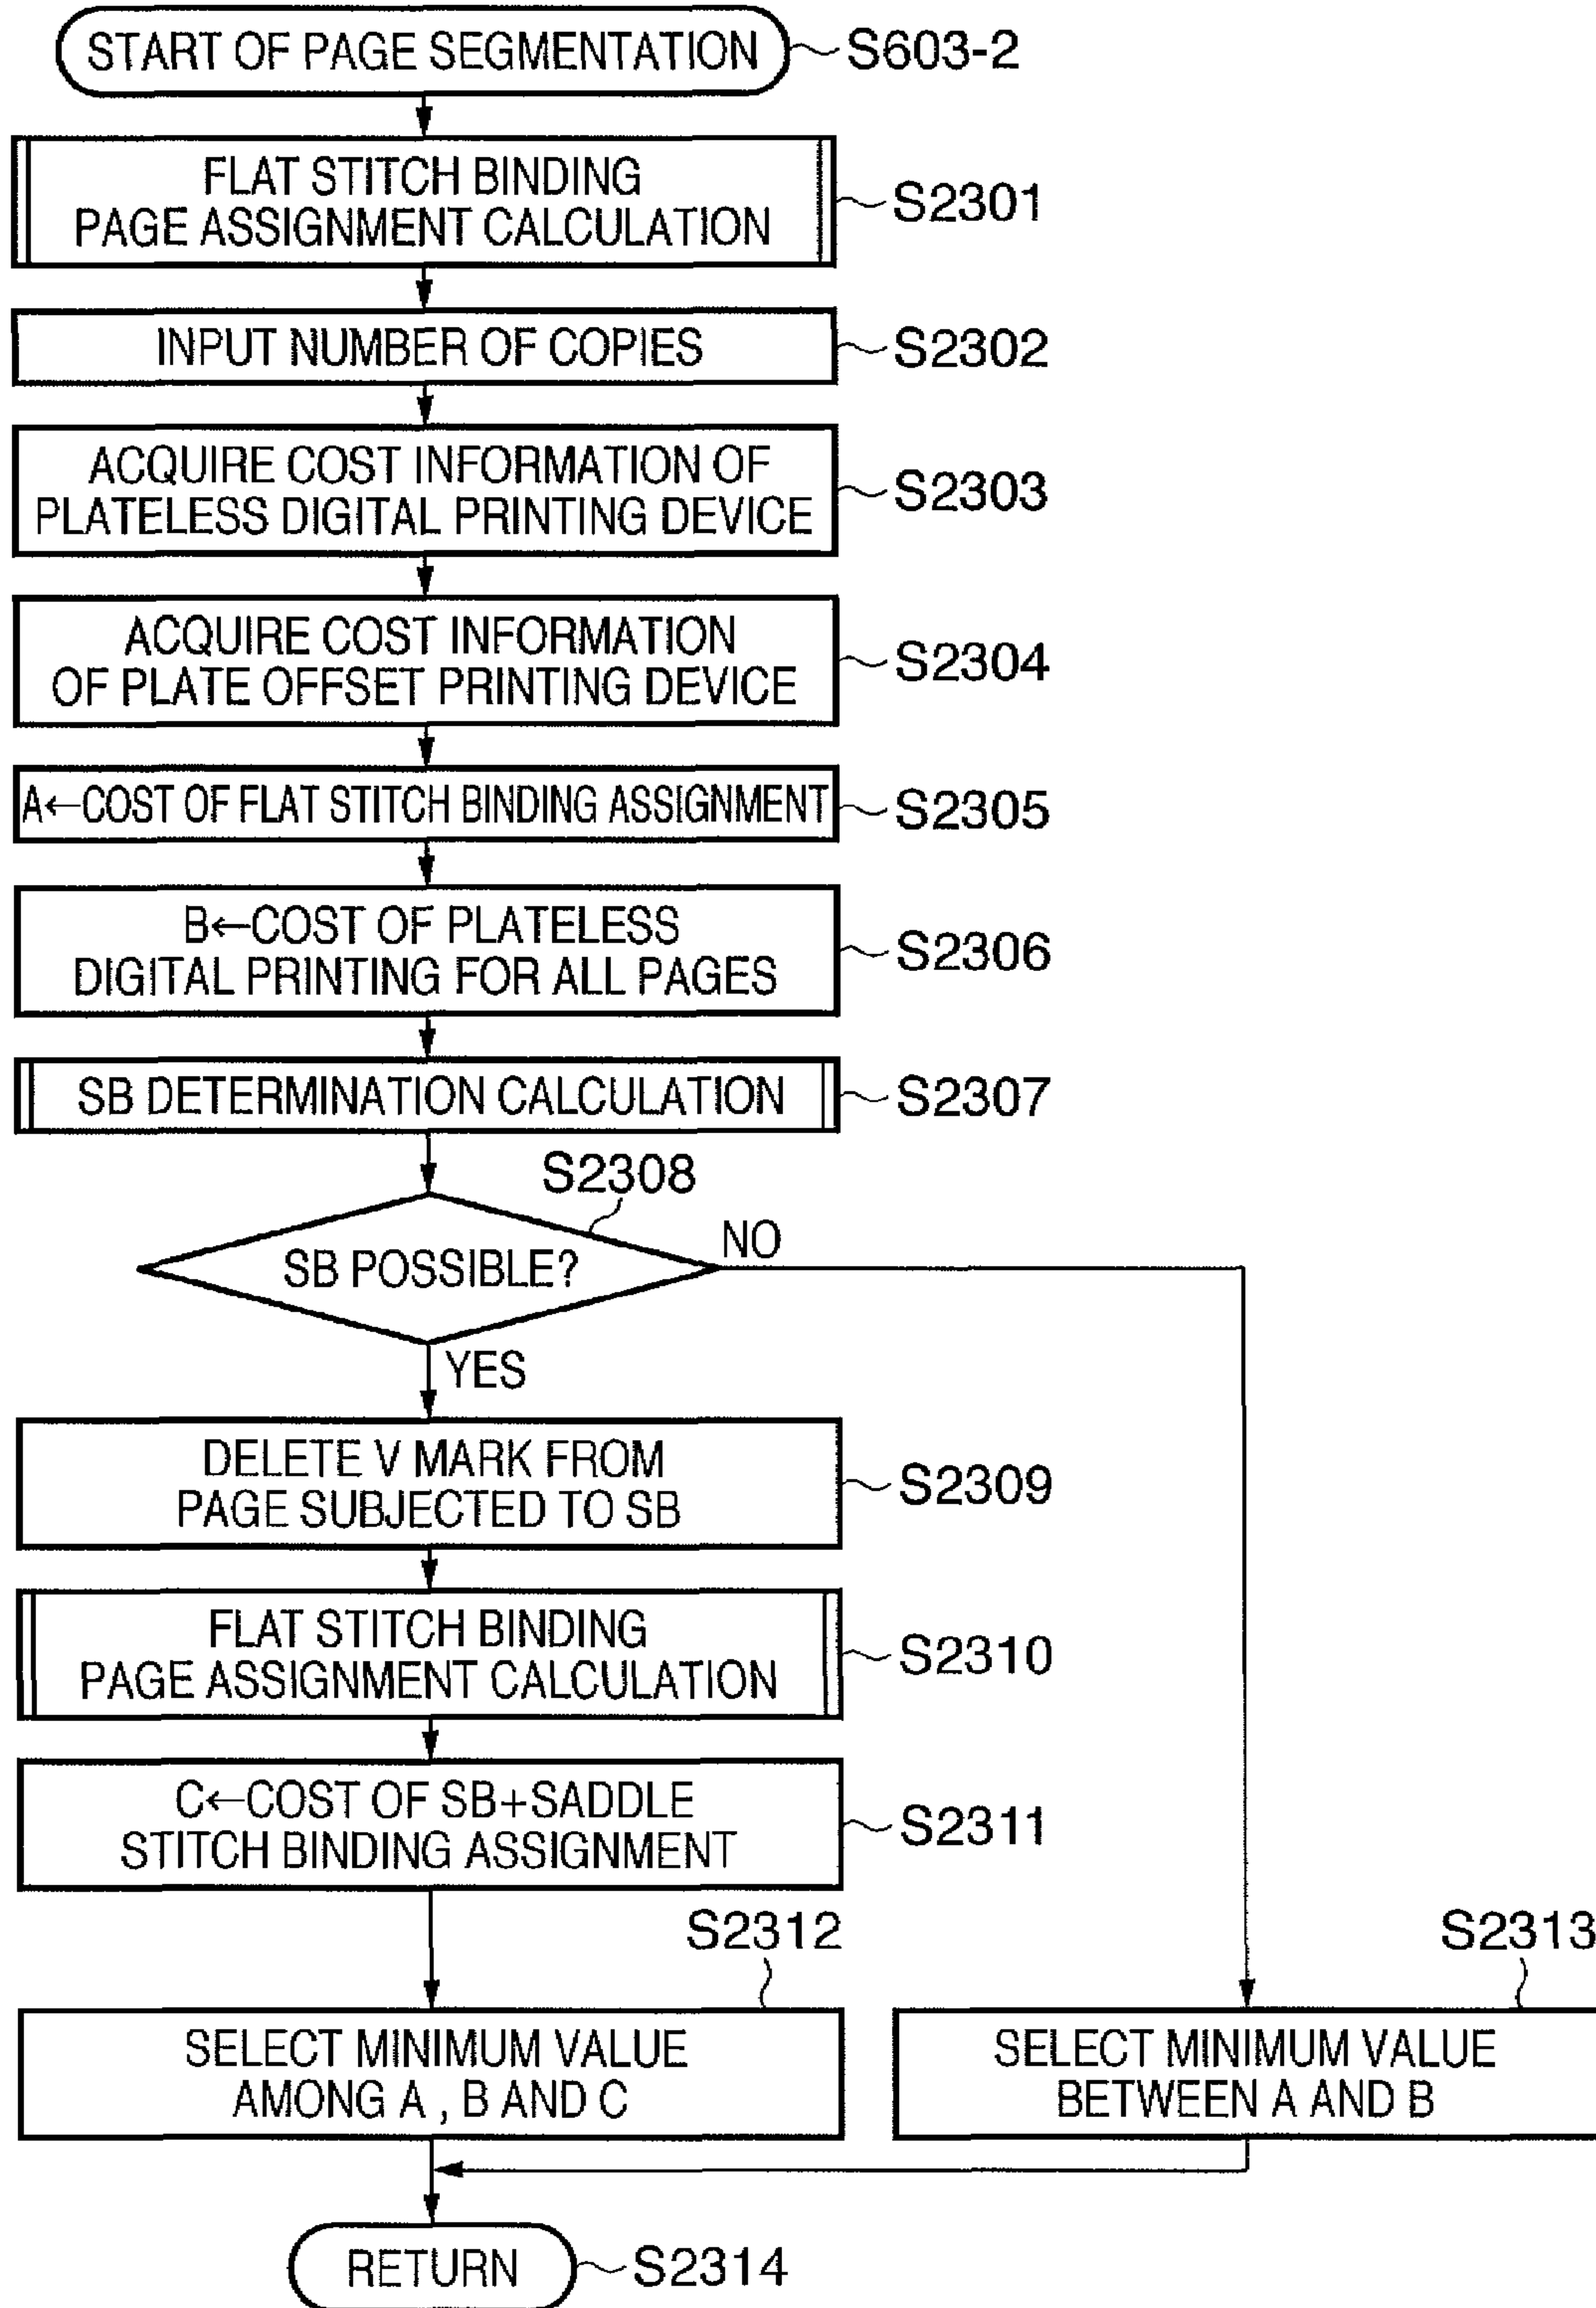 START OF PAGE SEGMENTATION
S603-2
FLAT STITCH BINDING
PAGE ASSIGNMENT CALCULATION
S2301
INPUT NUMBER OF COPIES
S2302
ACQUIRE COST INFORMATION OF
PLATELESS DIGITAL PRINTING DEVICE
S2303
ACQUIRE COST INFORMATION
OF PLATE OFFSET PRINTING DEVICE
S2304
A←COST OF FLAT STITCH BINDING ASSIGNMENT
S2305
B←COST OF PLATELESS
DIGITAL PRINTING FOR ALL PAGES
S2306
SB DETERMINATION CALCULATION
S2307
S2308
SB POSSIBLE?
NO
YES
DELETE V MARK FROM
PAGE SUBJECTED TO SB
S2309
FLAT STITCH BINDING
PAGE ASSIGNMENT CALCULATION
S2310
C←COST OF SB+SADDLE
STITCH BINDING ASSIGNMENT
S2311
S2312
SELECT MINIMUM VALUE
AMONG A , B AND C
S2313
SELECT MINIMUM VALUE
BETWEEN A AND B
RETURN
S2314